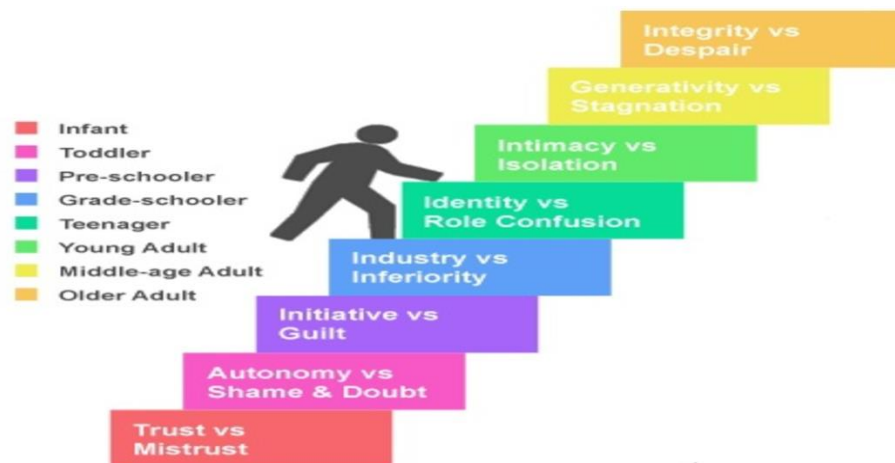 Integrity vs
Despair
Generativity vs
Stagnation
Intimacy vs
Isolation
Identity vs
Role Confusion
Industry vs
Inferiority
Initiative vs
Guilt
Autonomy vs
Shame & Doubt
Trust vs
Mistrust
Infant
Toddler
Pre-schooler
Grade-schooler
Teenager
Young Adult
Middle-age Adult
Older Adult